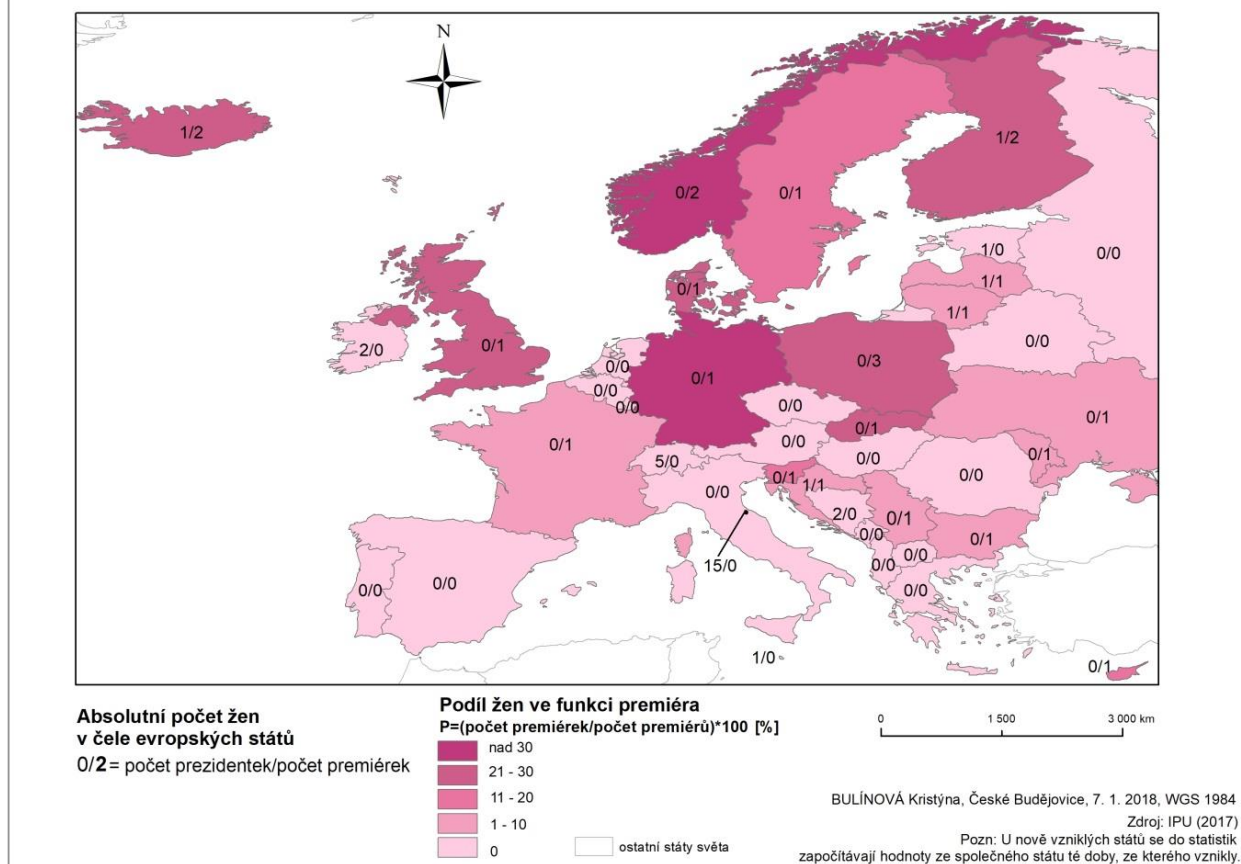 N
1/2
1/2
0/2
0/1
1/0
0/0
1/1
0/1
1/1
2/0
0/1
0/0
0/0
0/1
0/3
0/0
0/0
0/0
0/1
0/1
0/0
0/1
5/0
0/0
0/1
0/0
0/1
1/1
0/0
2/0
0/1
0/0
0/1
15/0
0/0
0/0
0/0
0/0
0/0
1/0
0/1
Absolutní počet žen
v čele evropských států
0/2= počet prezidentek/počet premiérek
Podíl žen ve funkci premiéra
P=(počet premiérek/počet premiérů)*100 [%]
nad 30
21 - 30
11 - 20
1 - 10
0
ostatní státy světa
0 1 500 3 000 km
BULÍNOVÁ Kristýna, České Budějovice, 7. 1. 2018, WGS 1984
Zdroj: IPU (2017)
Pozn: U nově vzniklých států se do statistik
započítávají hodnoty ze společného státu té doby, ze kterého vznikly